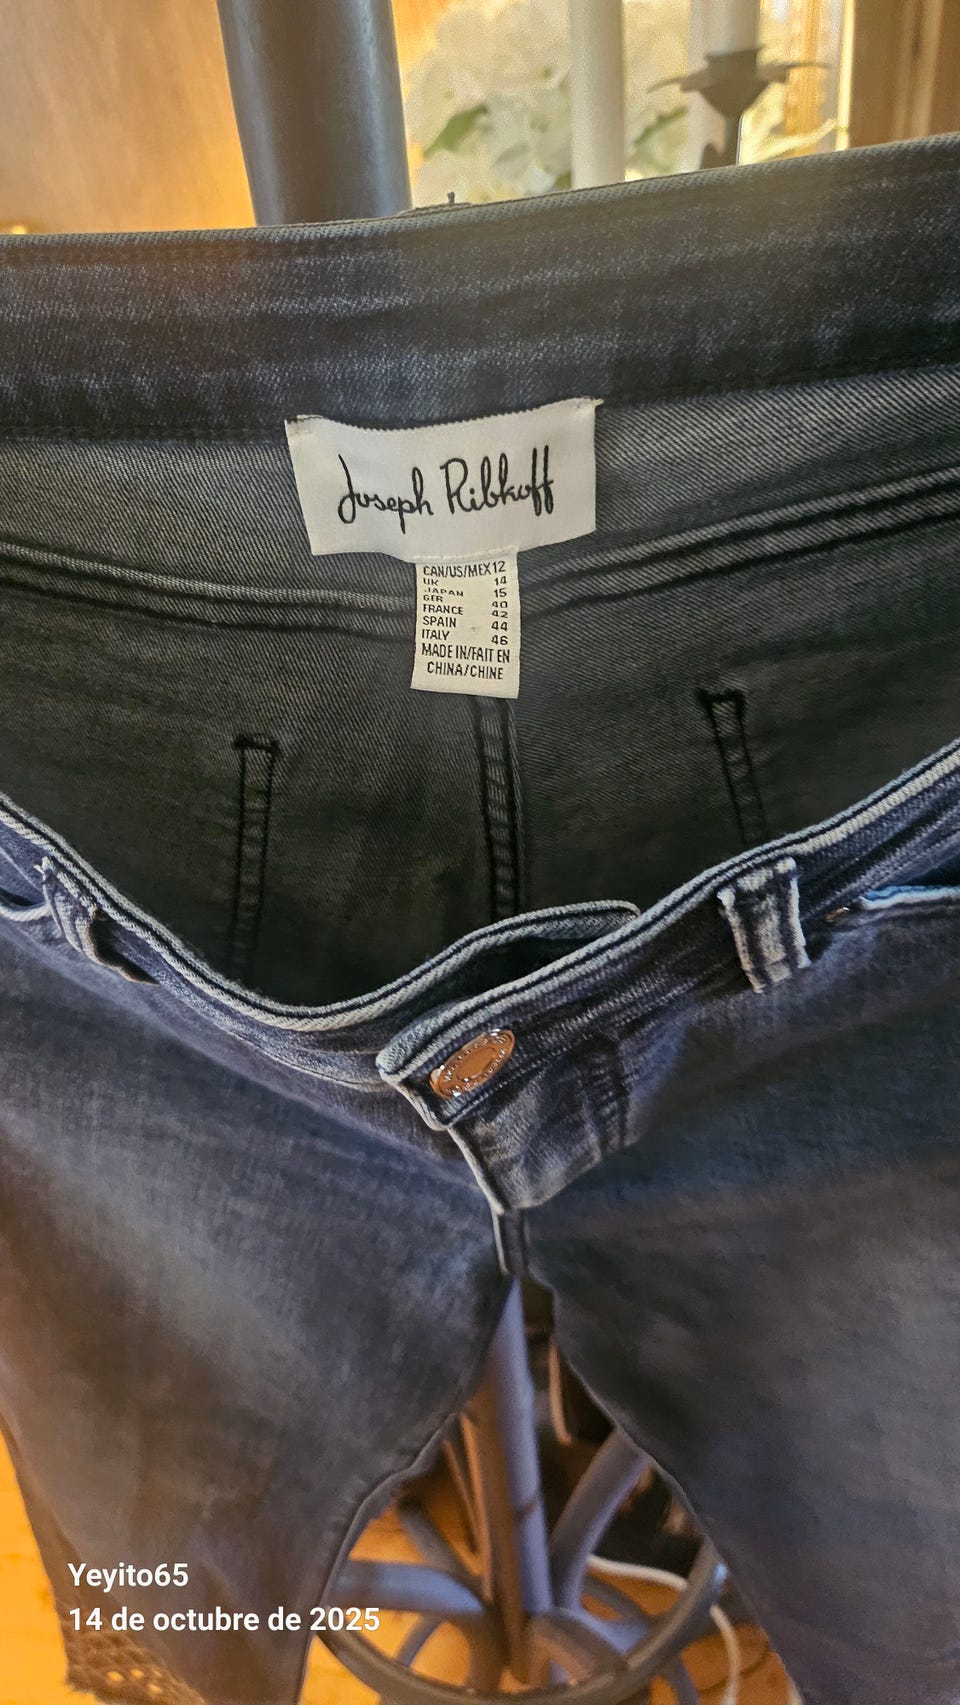 Joseph Ribkoff
CAN/US/MEX 12
UK 14
JAPAN 15
GER 40
FRANCE 42
SPAIN 44
ITALY 46
MADE IN/FAIT EN
CHINA/CHINE
Yeyito65
14 de octubre de 2025